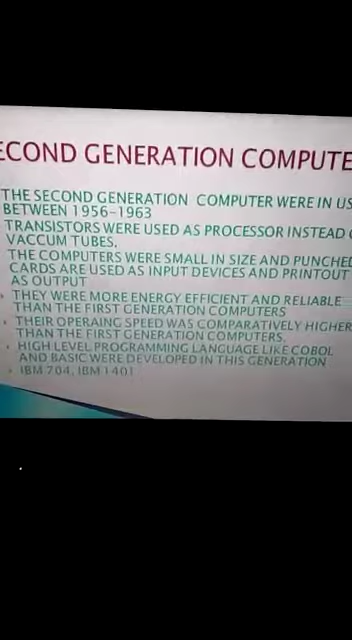 ECOND GENERATION COMPUTE
THE SECOND GENERATION COMPUTER WERE IN US
BETWEEN 1956-1963
TRANSISTORS WERE USED AS PROCESSOR INSTEAD O
VACCUM TUBES.
THE COMPUTERS WERE SMALL IN SIZE AND PUNCHED
CARDS ARE USED AS INPUT DEVICES AND PRINTOUT
AS OUTPUT
THEY WERE MORE ENERGY EFFICIENT AND RELIABLE
THAN THE FIRST GENERATION COMPUTERS
THEIR OPERAING SPEED WAS COMPARATIVELY HIGHER
THAN THE FIRST GENERATION COMPUTERS.
HIGH LEVEL PROGRAMMING LANGUAGE LIKE COBOL
AND BASIC WERE DEVELOPED IN THIS GENERATION
IBM 704, IBM 1401